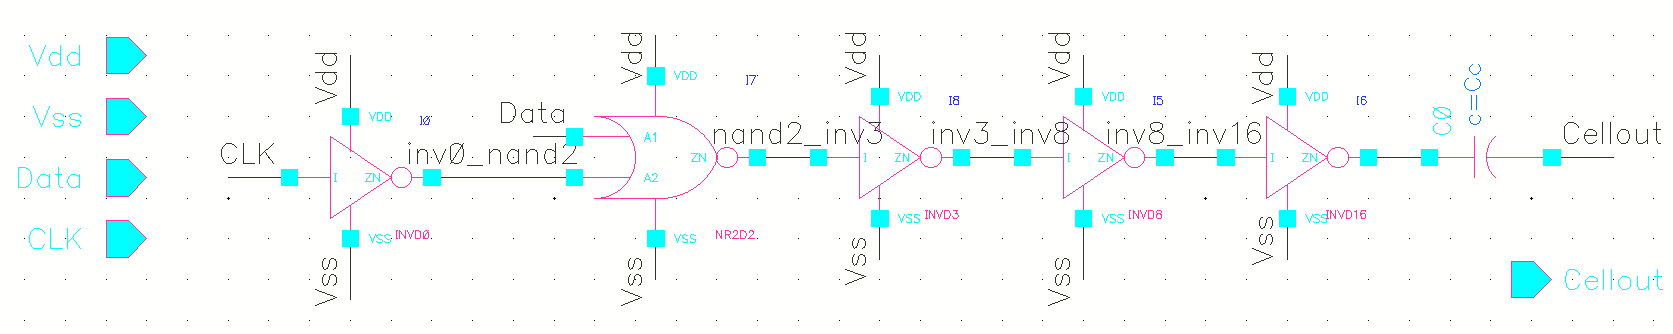 Vdd
Vss
Data
CLK
CLK
Vdd
VDD
I0
I
ZN
VSS
INVD0
Vss
inv0_nand2
Data
Vdd
VDD
I7
A1
A2
ZN
VSS
NR2D2
Vss
nand2_inv3
Vdd
VDD
I8
I
ZN
VSS
INVD3
Vss
inv3_inv8
Vdd
VDD
I5
I
ZN
VSS
INVD8
Vss
inv8_inv16
Vdd
VDD
I6
I
ZN
VSS
INVD16
Vss
C0
c=Cc
Cellout
Cellout